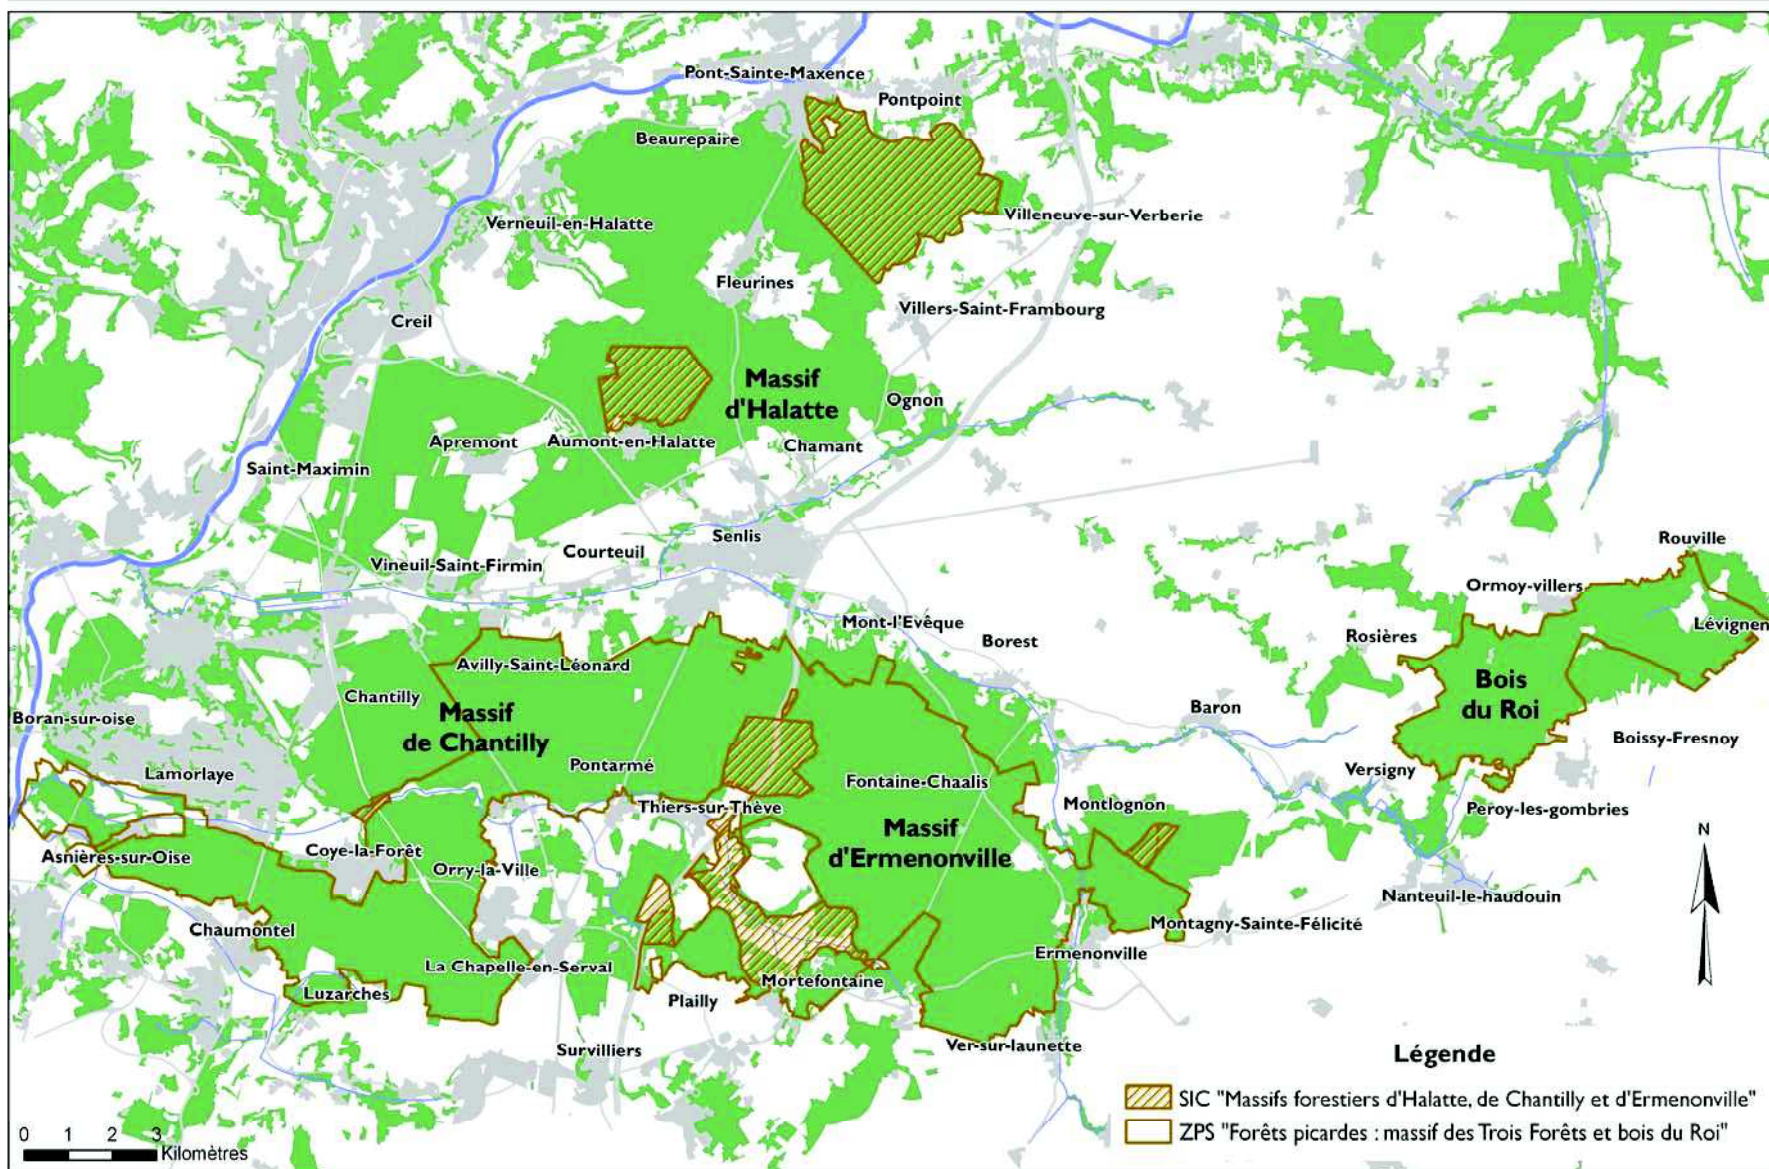 Pont-Sainte-Maxence
Pontpoint
Beaurepaire
Villeneuve-sur-Verberie
Verneuil-en-Halatte
Fleurines
Villers-Saint-Frambourg
Creil
Massif
d'Halatte
Ognon
Apremont
Aumont-en-Halatte
Chamant
Saint-Maximin
Senlis
Courteuil
Vineuil-Saint-Firmin
Rouville
Ormoy-villers
Lévignen
Mont-l'Evêque
Borest
Rosières
Avilly-Saint-Léonard
Chantilly
Bois
du Roi
Massif
de Chantilly
Boran-sur-oise
Baron
Boissy-Fresnoy
Lamorlaye
Pontarmé
Fontaine-Chaalis
Versigny
Thiers-sur-Thève
Montlognon
Peroy-les-gombries
Massif
d'Ermenonville
N
Asnières-sur-Oise
Coye-la-Forêt
Orry-la-Ville
Nanteuil-le-haudouin
Chaumontel
Montagny-Sainte-Félicité
Ermenonville
La Chapelle-en-Serval
Luzarches
Plailly
Mortefontaine
Survilliers
Ver-sur-launette
Légende
SIC "Massifs forestiers d'Halatte, de Chantilly et d'Ermenonville"
ZPS "Forêts picardes : massif des Trois Forêts et bois du Roi"
0 1 2 3
Kilomètres